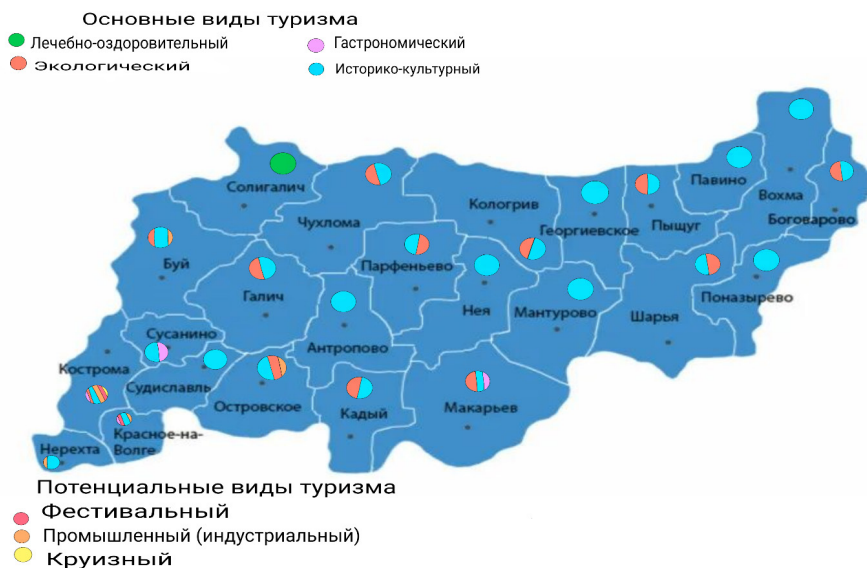 Основные виды туризма
Лечебно-оздоровительный
Гастрономический
Экологический
Историко-культурный
Солигалич
Чухлома
Кологрив
Георгиевское
Пыщуг
Павино
Вохма
Боговарово
Буй
Парфеньево
Галич
Нея
Мантурово
Шарья
Поназырево
Сусанино
Антропово
Кострома
Судиславль
Островское
Кадый
Макарьев
Красное-на-
Волге
Нерехта
Потенциальные виды туризма
Фестивальный
Промышленный (индустриальный)
Круизный